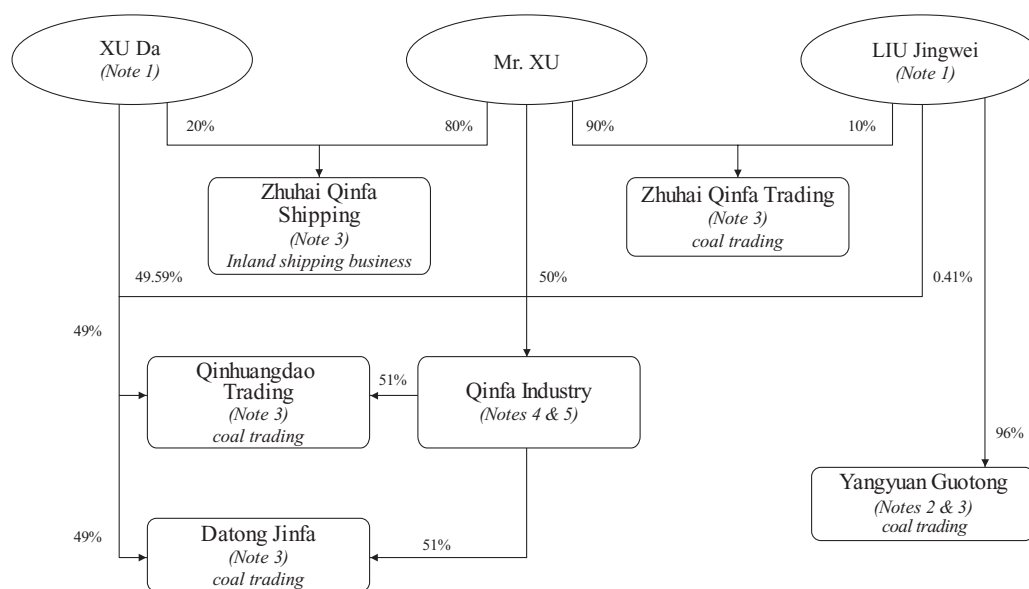 XU Da
(Note 1)
Mr. XU
LIU Jingwei
(Note 1)
20%
80%
90%
10%
Zhuhai Qinfa
Shipping
(Note 3)
Inland shipping business
Zhuhai Qinfa Trading
(Note 3)
coal trading
49.59%
50%
0.41%
49%
Qinhuangdao
Trading
(Note 3)
coal trading
51%
Qinfa Industry
(Notes 4 & 5)
96%
Yangyuan Guotong
(Notes 2 & 3)
coal trading
49%
Datong Jinfa
(Note 3)
coal trading
51%